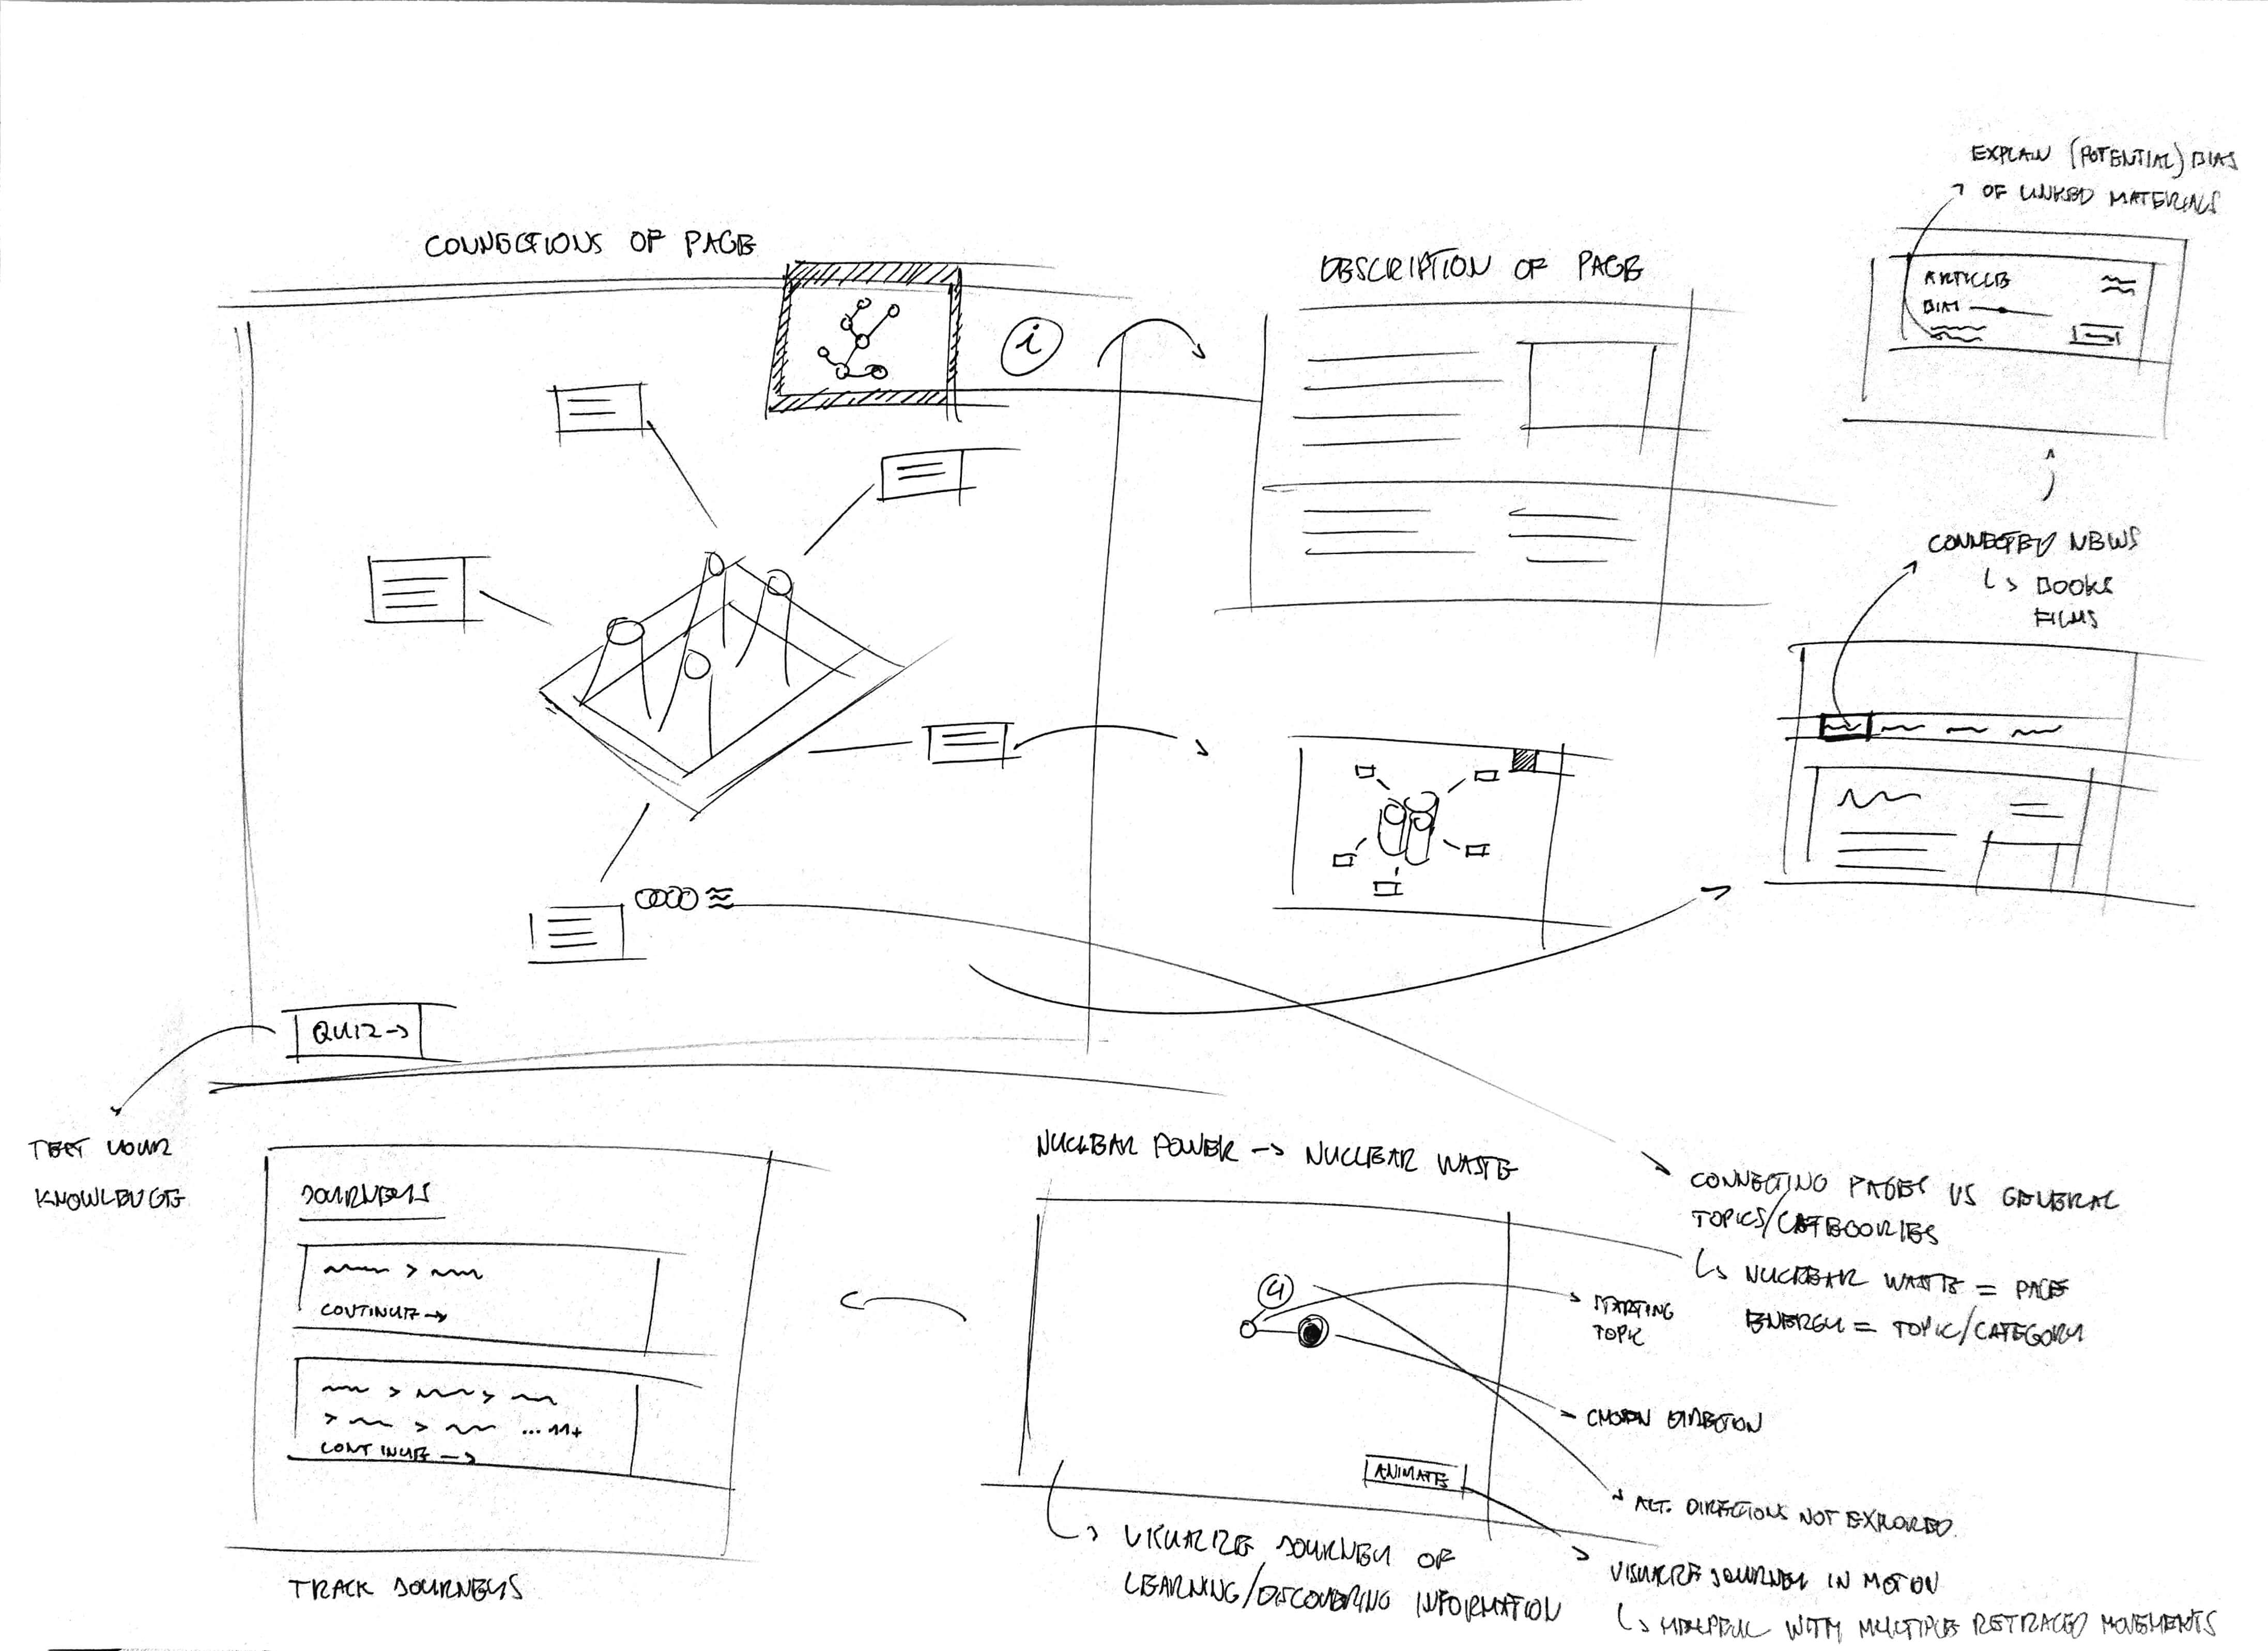 EXPLAIN (POTENTIAL) BIAS
OF LINKED MATERIALS
CONNECTIONS OF PAGE
i
DESCRIPTION OF PAGE
ARTICLE
BIAS
CONNECTED NEWS
↳ BOOKS
FILMS
QUIZ →
TEST YOUR
KNOWLEDGE
JOURNEYS
>
CONTINUE →
> >
> > ... 11+
CONTINUE →
TRACK JOURNEYS
NUCLEAR POWER → NUCLEAR WASTE
4
ANIMATE
↳ VISUALIZE JOURNEY OF
LEARNING/DISCOVERING INFORMATION
CONNECTING PAGES VS GENERAL
TOPICS/CATEGORIES
↳ NUCLEAR WASTE = PAGE
ENERGY = TOPIC/CATEGORY
STARTING
TOPIC
CHOSEN DIRECTION
ALT. DIRECTIONS NOT EXPLORED.
VISUALIZE JOURNEY IN MOTION
↳ HELPFUL WITH MULTIPLE RETRACED MOVEMENTS